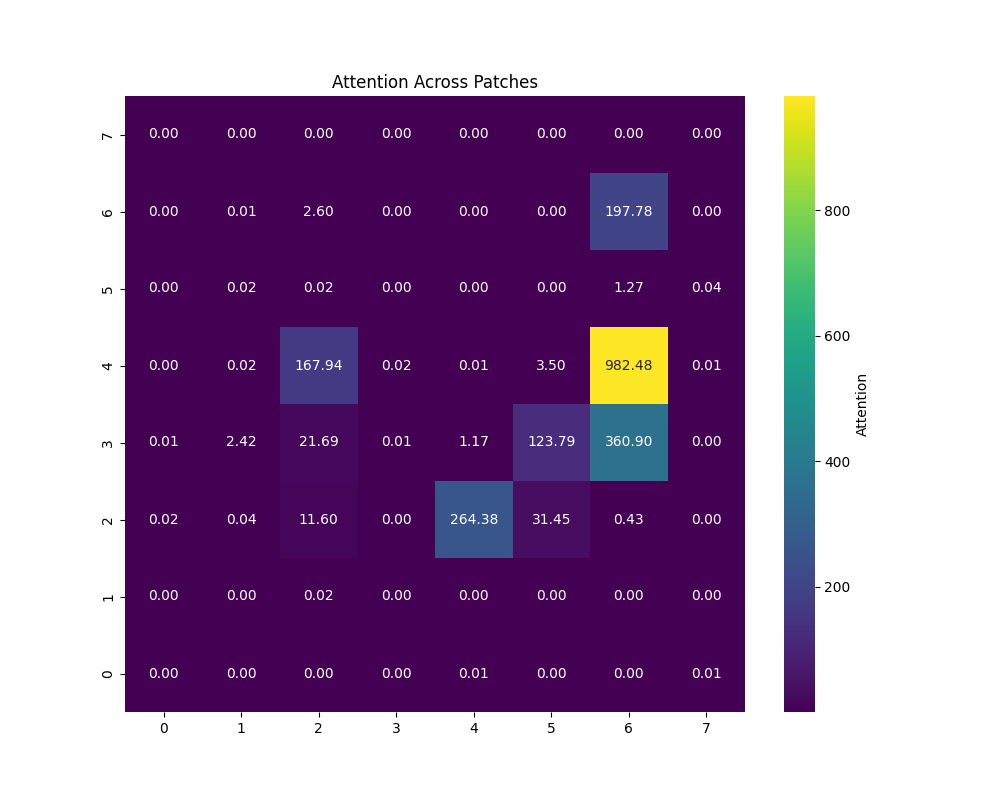 Attention Across Patches
7 0.00 0.00 0.00 0.00 0.00 0.00 0.00 0.00
6 0.00 0.01 2.60 0.00 0.00 0.00 197.78 0.00
800
5 0.00 0.02 0.02 0.00 0.00 0.00 1.27 0.04
600
4 0.00 0.02 167.94 0.02 0.01 3.50 982.48 0.01
Attention
3 0.01 2.42 21.69 0.01 1.17 123.79 360.90 0.00
400
2 0.02 0.04 11.60 0.00 264.38 31.45 0.43 0.00
200
1 0.00 0.00 0.02 0.00 0.00 0.00 0.00 0.00
0 0.00 0.00 0.00 0.00 0.01 0.00 0.00 0.01
0 1 2 3 4 5 6 7